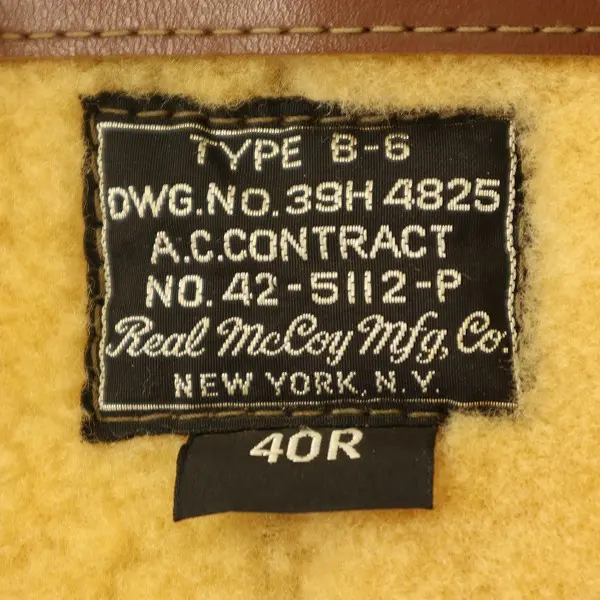 TYPE B-6
DWG.NO.39H 4825
A.C.CONTRACT
NO. 42-5112-P
Real McCoy Mfg, Co.
NEW YORK, N.Y.
40R